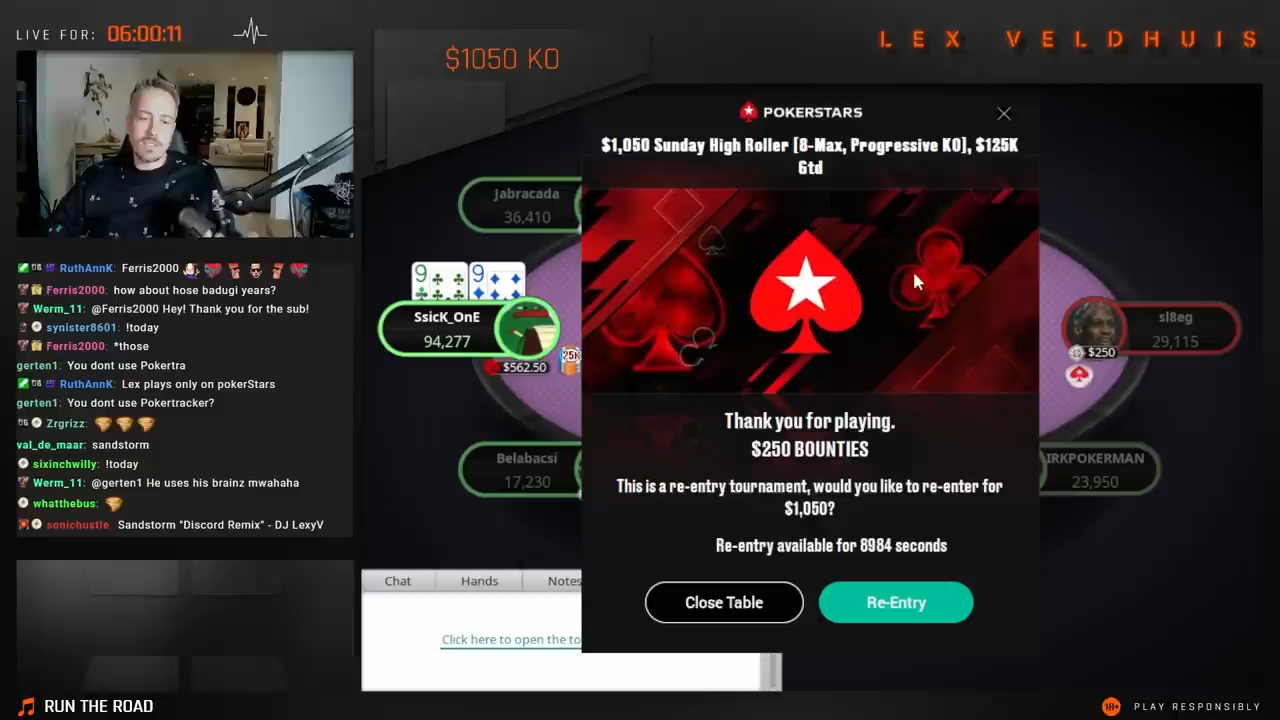 LIVE FOR: 06:00:11
$1050 KO
LEX VELDHUIS
POKERSTARS
$1,050 Sunday High Roller [8-Max, Progressive KO], $125K
Gtd
Jabracada
36,410
9 9
SsicK_OnE
94,277
$562.50
25K
sl8eg
29,115
$250
Belabacsi
17,230
IRKPOKERMAN
23,950
Thank you for playing.
$250 BOUNTIES
This is a re-entry tournament, would you like to re-enter for
$1,050?
Re-entry available for 8984 seconds
Close Table
Re-Entry
RuthAnnK: Ferris2000
Ferris2000: how about hose badugi years?
Werm_11: @Ferris2000 Hey! Thank you for the sub!
synister8601: !today
Ferris2000: *those
gerten1: You dont use Pokertra
RuthAnnK: Lex plays only on pokerStars
gerten1: You don't use Pokertracker?
Zrgrizz:
val_de_maar: sandstorm
sixinchwilly: !today
Werm_11: @gerten1 He uses his brainz mwahaha
whatthebus:
sonichustle: Sandstorm "Discord Remix" - DJ LexyV
Chat
Hands
Notes
Click here to open the to
RUN THE ROAD
18+ PLAY RESPONSIBLY